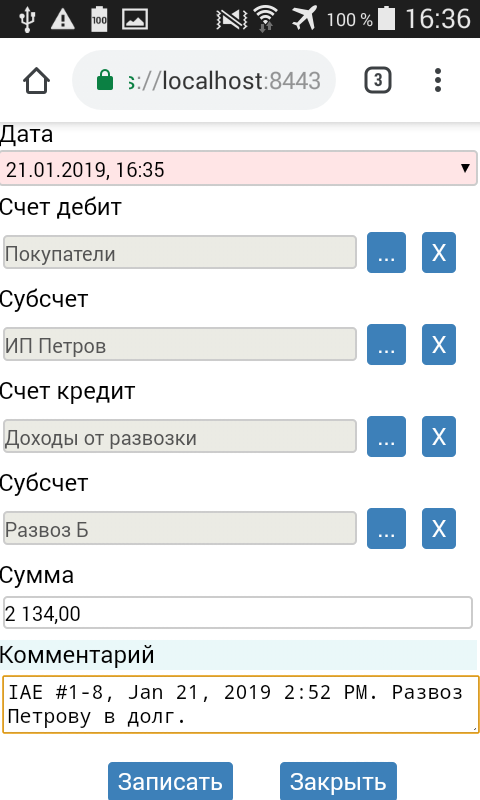 100
100 %
16:36
s://localhost:8443
3
Дата
21.01.2019, 16:35
Счет дебит
Покупатели
...
X
Субсчет
ИП Петров
...
X
Счет кредит
Доходы от развозки
...
X
Субсчет
Развоз Б
...
X
Сумма
2 134,00
Комментарий
IAE #1-8, Jan 21, 2019 2:52 PM. Развоз
Петрову в долг.
Записать
Закрыть